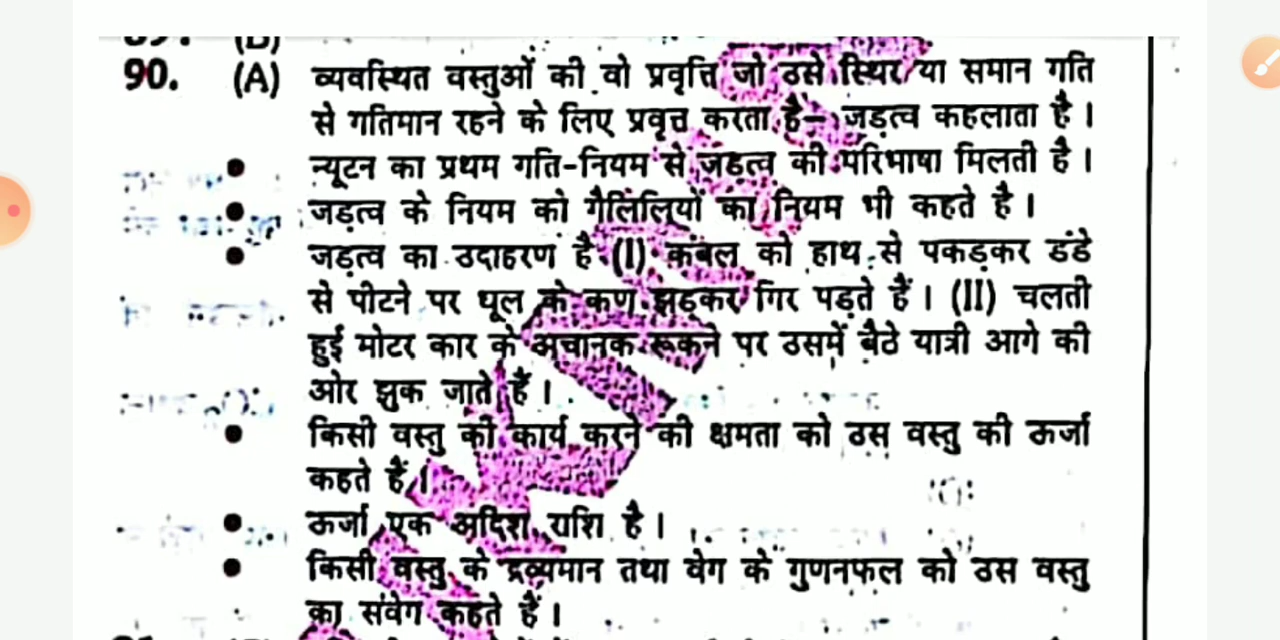 90. (A) व्यवस्थित वस्तुओं की वो प्रवृत्ति जो उसे स्थिर या समान गति
से गतिमान रहने के लिए प्रवृत्त करता है– जड़त्व कहलाता है ।
● न्यूटन का प्रथम गति-नियम से जड़त्व की परिभाषा मिलती है ।
● जड़त्व के नियम को गैलिलियों का नियम भी कहते है ।
● जड़त्व का उदाहरण है (I) कंबल को हाथ से पकड़कर डंडे
से पीटने पर धूल के कण झड़कर गिर पड़ते हैं । (II) चलती
हुई मोटर कार के अचानक रूकने पर उसमें बैठे यात्री आगे की
ओर झुक जाते हैं ।
● किसी वस्तु की कार्य करने की क्षमता को उस वस्तु की ऊर्जा
कहते हैं ।
● ऊर्जा एक अदिश राशि है ।
● किसी वस्तु के द्रव्यमान तथा वेग के गुणनफल को उस वस्तु
का संवेग कहते हैं ।